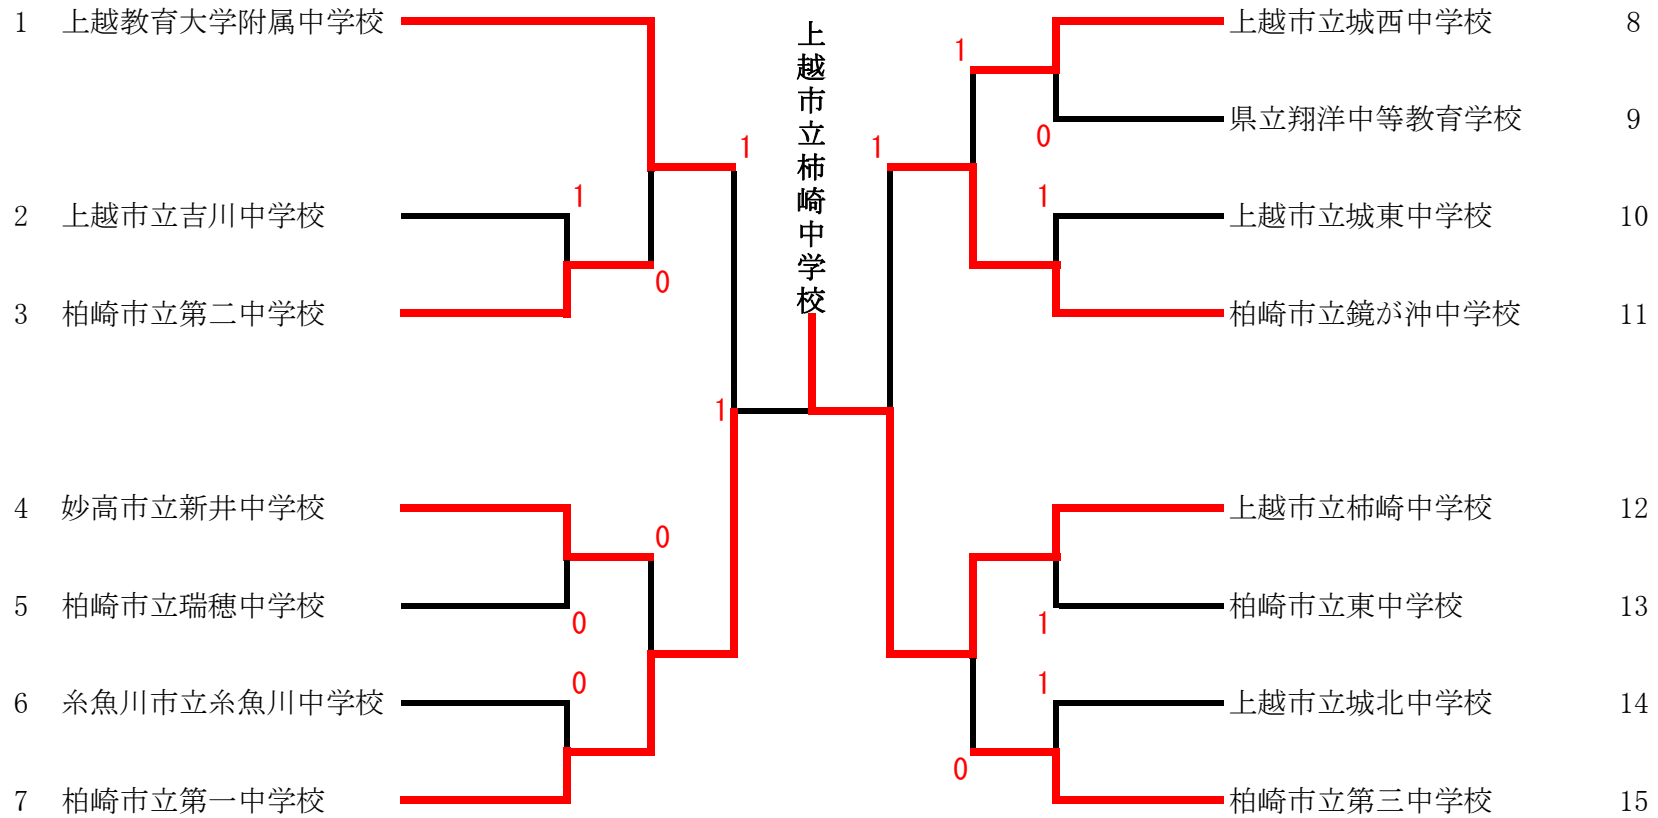 1 上越教育大学附属中学校
2 上越市立吉川中学校
3 柏崎市立第二中学校
4 妙高市立新井中学校
5 柏崎市立瑞穂中学校
6 糸魚川市立糸魚川中学校
7 柏崎市立第一中学校
1
0
1
1
0
0
0
上越市立柿崎中学校
1
1
0
1
1
1
0
上越市立城西中学校 8
県立翔洋中等教育学校 9
上越市立城東中学校 10
柏崎市立鏡が沖中学校 11
上越市立柿崎中学校 12
柏崎市立東中学校 13
上越市立城北中学校 14
柏崎市立第三中学校 15